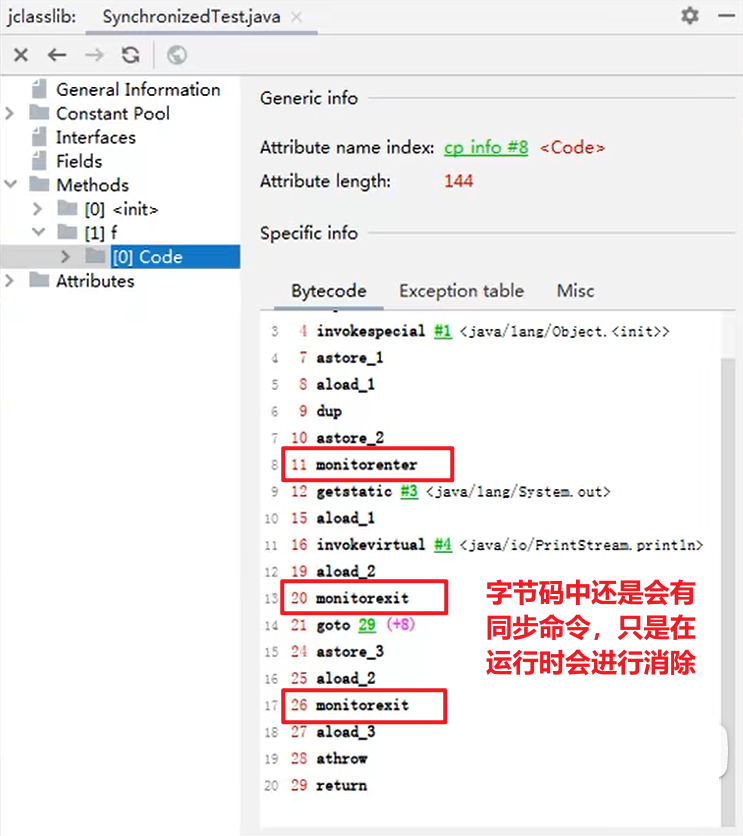 jclasslib: SynchronizedTest.java
General Information
Constant Pool
Interfaces
Fields
Methods
[0] <init>
[1] f
[0] Code
Attributes
Generic info
Attribute name index: cp info #8 <Code>
Attribute length: 144
Specific info
Bytecode Exception table Misc
3 4 invokespecial #1 <java/lang/Object.<init>>
4 7 astore_1
5 8 aload_1
6 9 dup
7 10 astore_2
8 11 monitorenter
9 12 getstatic #3 <java/lang/System.out>
10 15 aload_1
11 16 invokevirtual #4 <java/io/PrintStream.println>
12 19 aload_2
13 20 monitorexit
14 21 goto 29 (+8)
15 24 astore_3
16 25 aload_2
17 26 monitorexit
18 27 aload_3
19 28 athrow
20 29 return
字节码中还是会有
同步命令，只是在
运行时会进行消除